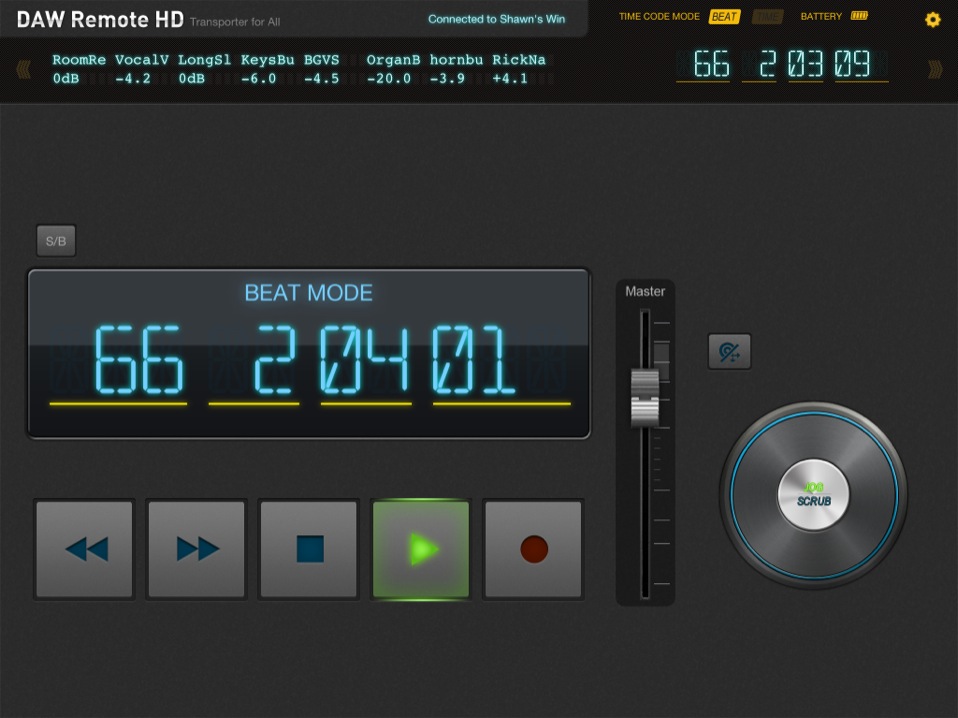 DAW Remote HD Transporter for All
Connected to Shawn's Win
TIME CODE MODE BEAT TIME BATTERY
RoomRe VocalV LongSl KeysBu BGVS OrganB hornbu RickNa
0dB -4.2 0dB -6.0 -4.5 -20.0 -3.9 +4.1
66 2 03 09
S/B
BEAT MODE
66 2 04 01
Master
JOG
SCRUB